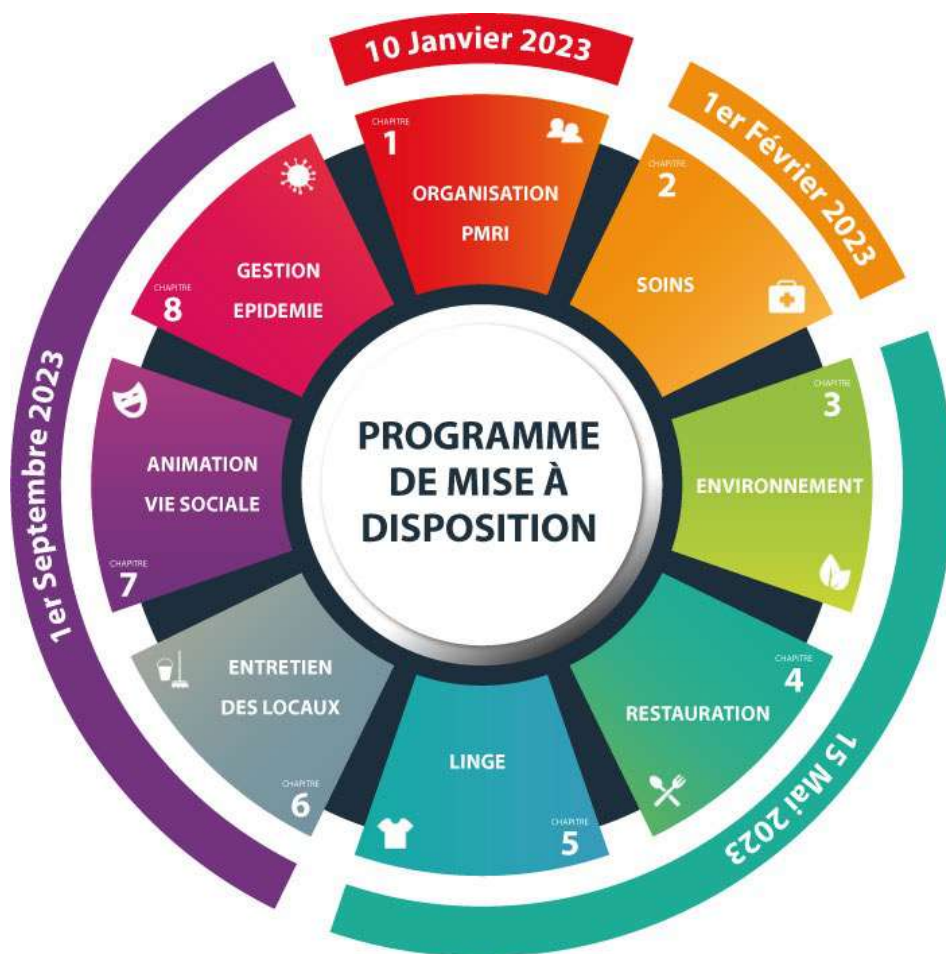 10 Janvier 2023
CHAPITRE
1
ORGANISATION
PMRI
1er Février 2023
CHAPITRE
2
SOINS
15 Mai 2023
CHAPITRE
3
ENVIRONNEMENT
CHAPITRE
4
RESTAURATION
LINGE
CHAPITRE
5
1er Septembre 2023
ENTRETIEN
DES LOCAUX
CHAPITRE
6
ANIMATION
VIE SOCIALE
CHAPITRE
7
GESTION
EPIDEMIE
CHAPITRE
8
PROGRAMME
DE MISE À
DISPOSITION